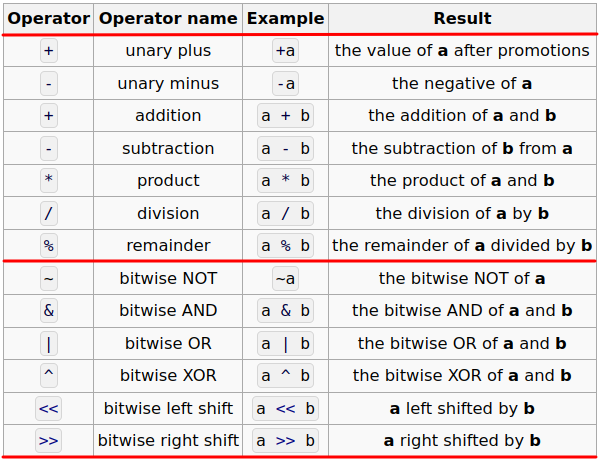 Operator Operator name Example Result
+ unary plus +a the value of a after promotions
- unary minus -a the negative of a
+ addition a + b the addition of a and b
- subtraction a - b the subtraction of b from a
* product a * b the product of a and b
/ division a / b the division of a by b
% remainder a % b the remainder of a divided by b
~ bitwise NOT ~a the bitwise NOT of a
& bitwise AND a & b the bitwise AND of a and b
| bitwise OR a | b the bitwise OR of a and b
^ bitwise XOR a ^ b the bitwise XOR of a and b
<< bitwise left shift a << b a left shifted by b
>> bitwise right shift a >> b a right shifted by b